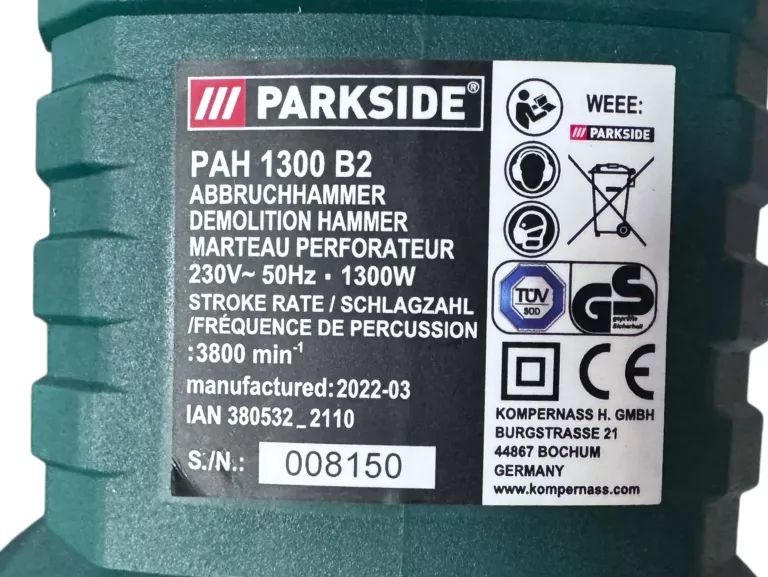 PARKSIDE®
PAH 1300 B2
ABBRUCHHAMMER
DEMOLITION HAMMER
MARTEAU PERFORATEUR
230V~ 50Hz · 1300W
STROKE RATE / SCHLAGZAHL
/FRÉQUENCE DE PERCUSSION
:3800 min⁻¹
manufactured: 2022-03
IAN 380532_2110
S./N.: 008150
WEEE:
PARKSIDE
TÜV
SÜD
GS
geprüfte
Sicherheit
CE
KOMPERNASS H. GMBH
BURGSTRASSE 21
44867 BOCHUM
GERMANY
www.kompernass.com